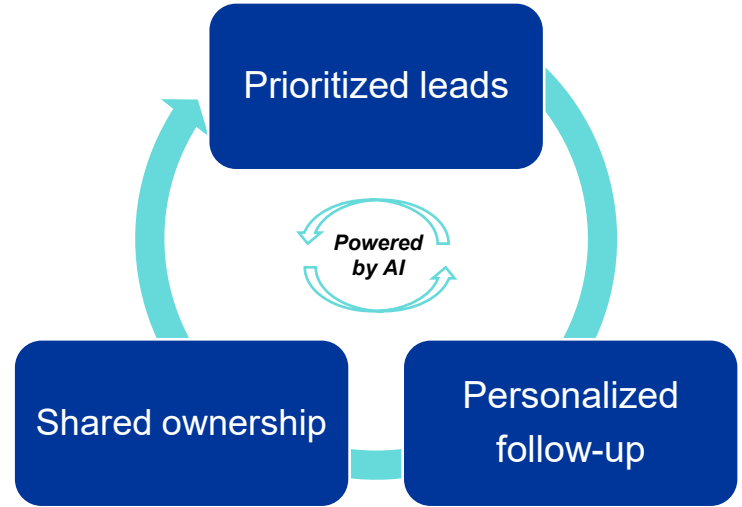 Prioritized leads
Powered
by AI
Shared ownership
Personalized
follow-up